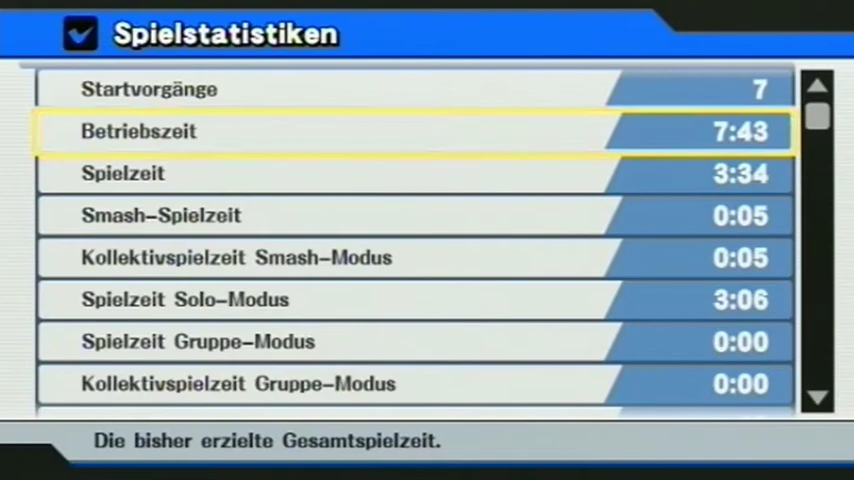 Spielstatistiken
Startvorgänge 7
Betriebszeit 7:43
Spielzeit 3:34
Smash-Spielzeit 0:05
Kollektivspielzeit Smash-Modus 0:05
Spielzeit Solo-Modus 3:06
Spielzeit Gruppe-Modus 0:00
Kollektivspielzeit Gruppe-Modus 0:00
Die bisher erzielte Gesamtspielzeit.